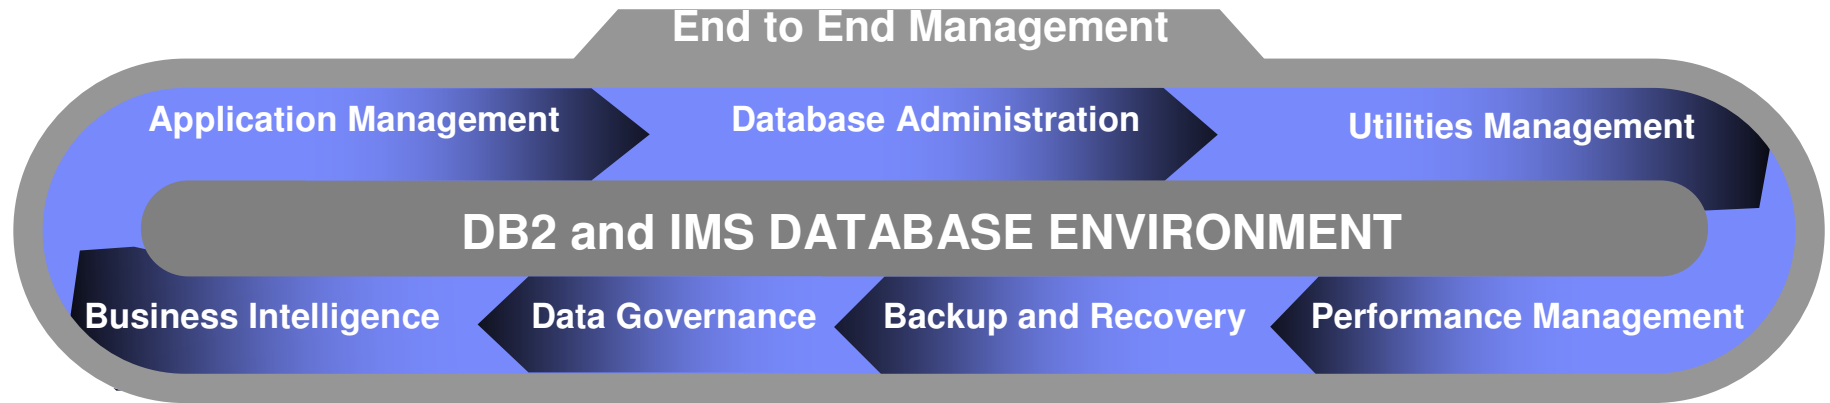 End to End Management
Application Management
Database Administration
Utilities Management
DB2 and IMS DATABASE ENVIRONMENT
Business Intelligence
Data Governance
Backup and Recovery
Performance Management